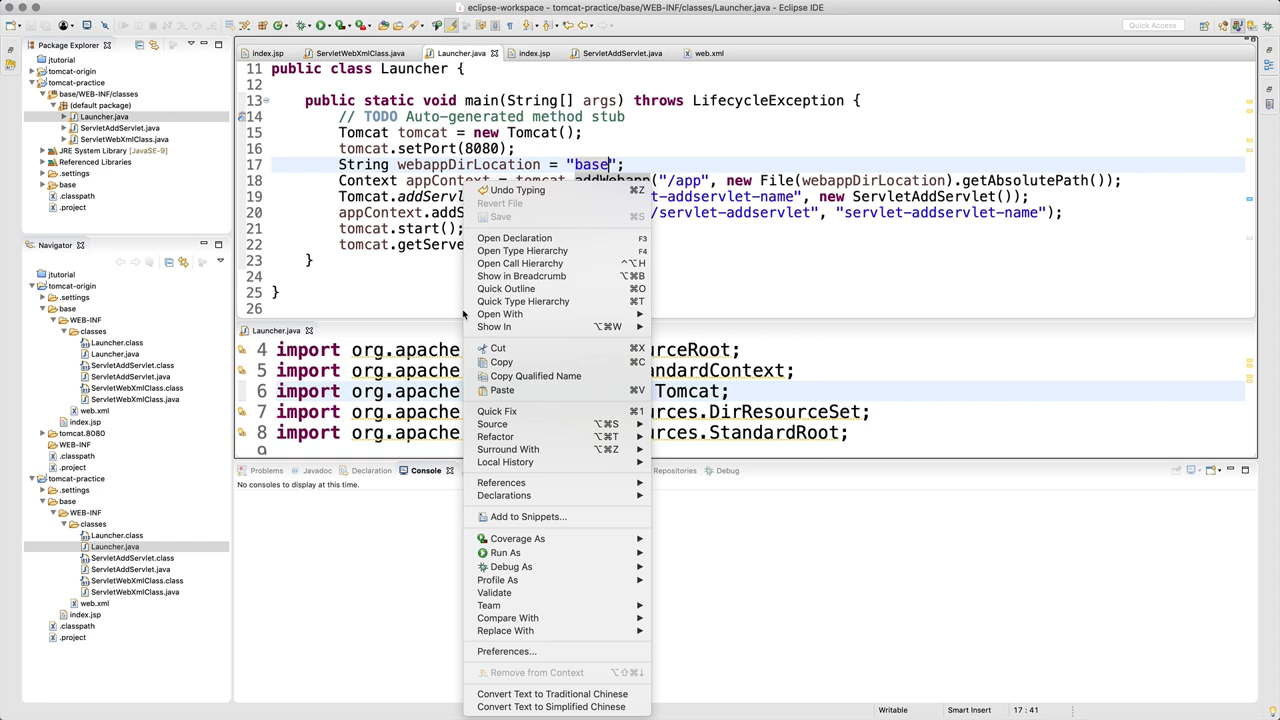 eclipse-workspace - tomcat-practice/base/WEB-INF/classes/Launcher.java - Eclipse IDE
Quick Access
Package Explorer
jtutorial
tomcat-origin
tomcat-practice
base/WEB-INF/classes
(default package)
Launcher.java
ServletAddServlet.java
ServletWebXmlClass.java
JRE System Library [JavaSE-9]
Referenced Libraries
.settings
base
.classpath
.project
Navigator
jtutorial
tomcat-origin
.settings
base
WEB-INF
classes
Launcher.class
Launcher.java
ServletAddServlet.class
ServletAddServlet.java
ServletWebXmlClass.class
ServletWebXmlClass.java
web.xml
index.jsp
tomcat.8080
WEB-INF
.classpath
.project
tomcat-practice
.settings
base
WEB-INF
classes
Launcher.class
Launcher.java
ServletAddServlet.class
ServletAddServlet.java
ServletWebXmlClass.class
ServletWebXmlClass.java
web.xml
index.jsp
.classpath
.project
index.jsp ServletWebXmlClass.java Launcher.java index.jsp ServletAddServlet.java web.xml
11 public class Launcher {
12
13 public static void main(String[] args) throws LifecycleException {
14 // TODO Auto-generated method stub
15 Tomcat tomcat = new Tomcat();
16 tomcat.setPort(8080);
17 String webappDirLocation = "base";
18 Context appContext = tomcat.addWebapp("/app", new File(webappDirLocation).getAbsolutePath());
19 Tomcat.addServ t-addservlet-name", new ServletAddServlet());
20 appContext.addS /servlet-addservlet", "servlet-addservlet-name");
21 tomcat.start();
22 tomcat.getServe
23 }
24
25 }
26
Launcher.java
4 import org.apache urceRoot;
5 import org.apache ndardContext;
6 import org.apache Tomcat;
7 import org.apache urces.DirResourceSet;
8 import org.apache urces.StandardRoot;
9
Problems Javadoc Declaration Console Repositories Debug
No consoles to display at this time.
Undo Typing ⌘Z
Revert File
Save ⌘S
Open Declaration F3
Open Type Hierarchy F4
Open Call Hierarchy ^⌥H
Show in Breadcrumb ⌥⌘B
Quick Outline ⌘O
Quick Type Hierarchy ⌘T
Open With
Show In ⌥⌘W
Cut ⌘X
Copy ⌘C
Copy Qualified Name
Paste ⌘V
Quick Fix ⌘1
Source ⌥⌘S
Refactor ⌥⌘T
Surround With ⌥⌘Z
Local History
References
Declarations
Add to Snippets...
Coverage As
Run As
Debug As
Profile As
Validate
Team
Compare With
Replace With
Preferences...
Remove from Context ⌥⇧⌘↓
Convert Text to Traditional Chinese
Convert Text to Simplified Chinese
Writable Smart Insert 17 : 41